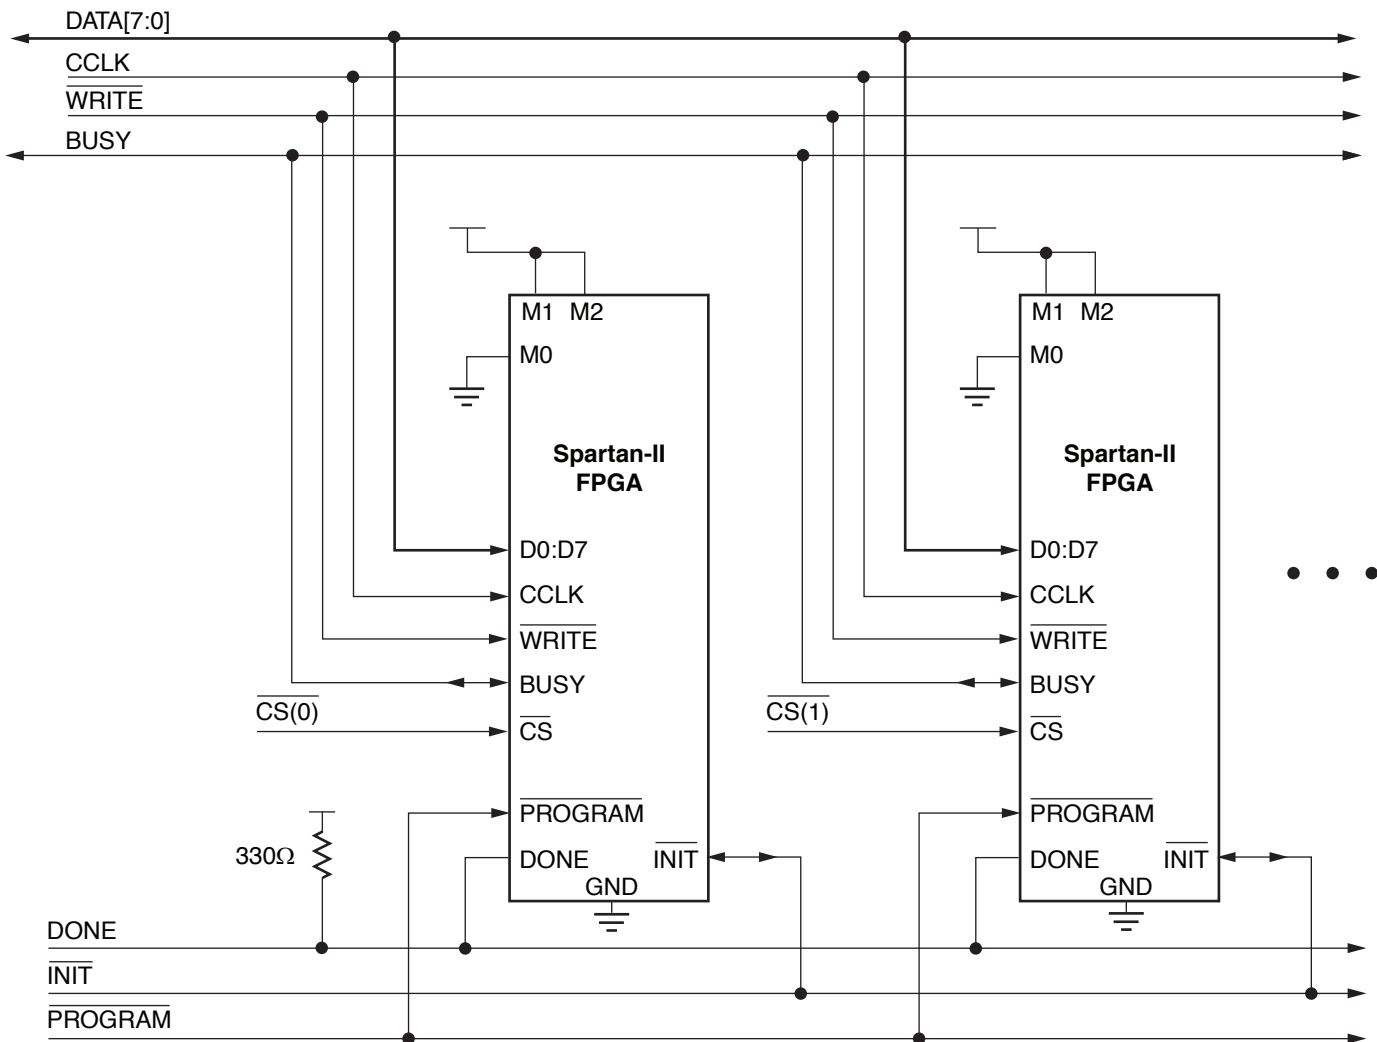 DATA[7:0]
CCLK
WRITE
BUSY
M1 M2
M0
Spartan-II
FPGA
D0:D7
CCLK
WRITE
BUSY
CS(0)
CS
PROGRAM
DONE INIT
GND
M1 M2
M0
Spartan-II
FPGA
D0:D7
CCLK
WRITE
BUSY
CS(1)
CS
PROGRAM
DONE INIT
GND
330Ω
DONE
INIT
PROGRAM